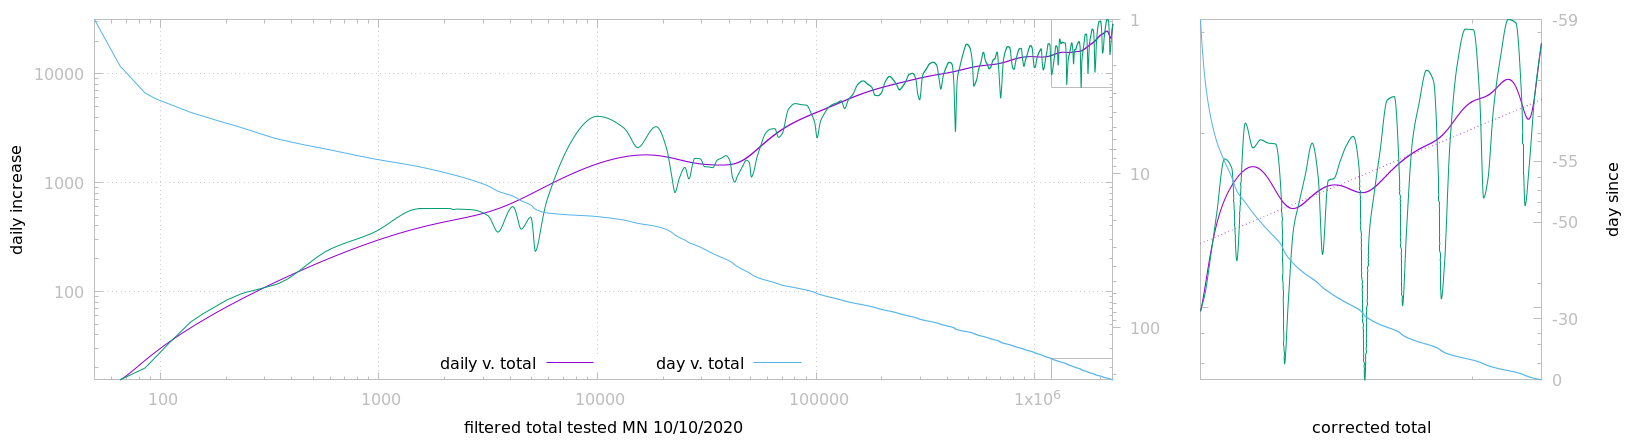 daily increase
10000
1000
100
daily v. total
day v. total
100
1000
10000
100000
1x10^6
filtered total tested MN 10/10/2020
1
10
100
-59
-55
-50
-30
0
day since
corrected total